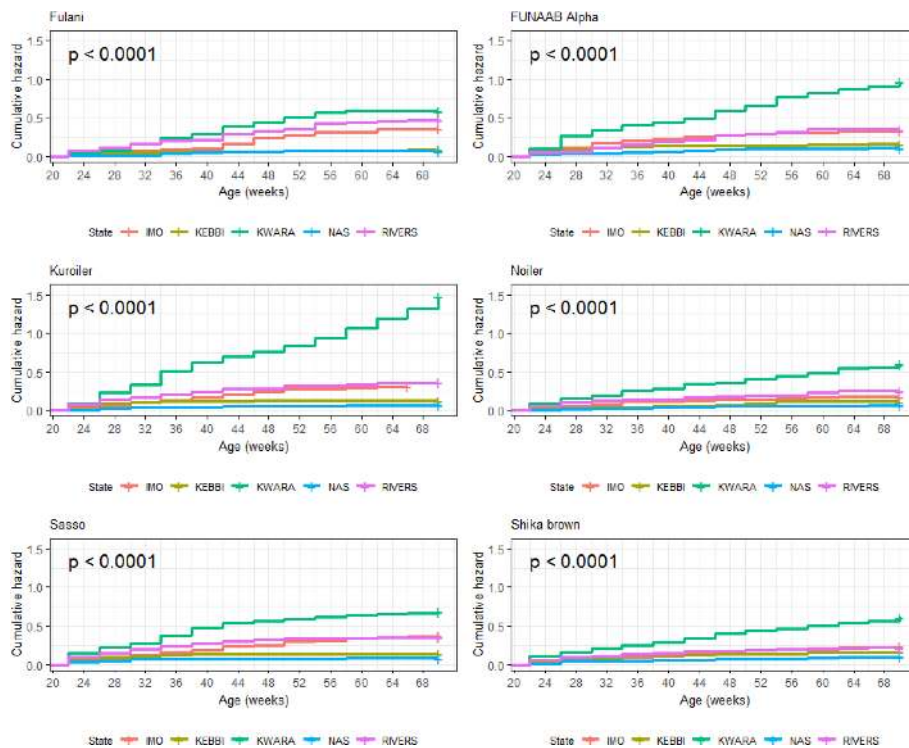 Fulani
p < 0.0001
Cumulative hazard
1.5
1.0
0.5
0.0
20 24 28 32 36 40 44 48 52 56 60 64 68
Age (weeks)
State IMO KEBBI KWARA NAS RIVERS
FUNAAB Alpha
p < 0.0001
Cumulative hazard
1.5
1.0
0.5
0.0
20 24 28 32 36 40 44 48 52 56 60 64 68
Age (weeks)
State IMO KEBBI KWARA NAS RIVERS
Kuroiler
p < 0.0001
Cumulative hazard
1.5
1.0
0.5
0.0
20 24 28 32 36 40 44 48 52 56 60 64 68
Age (weeks)
State IMO KEBBI KWARA NAS RIVERS
Noiler
p < 0.0001
Cumulative hazard
1.5
1.0
0.5
0.0
20 24 28 32 36 40 44 48 52 56 60 64 68
Age (weeks)
State IMO KEBBI KWARA NAS RIVERS
Sasso
p < 0.0001
Cumulative hazard
1.5
1.0
0.5
0.0
20 24 28 32 36 40 44 48 52 56 60 64 68
Age (weeks)
State IMO KEBBI KWARA NAS RIVERS
Shika brown
p < 0.0001
Cumulative hazard
1.5
1.0
0.5
0.0
20 24 28 32 36 40 44 48 52 56 60 64 68
Age (weeks)
State IMO KEBBI KWARA NAS RIVERS